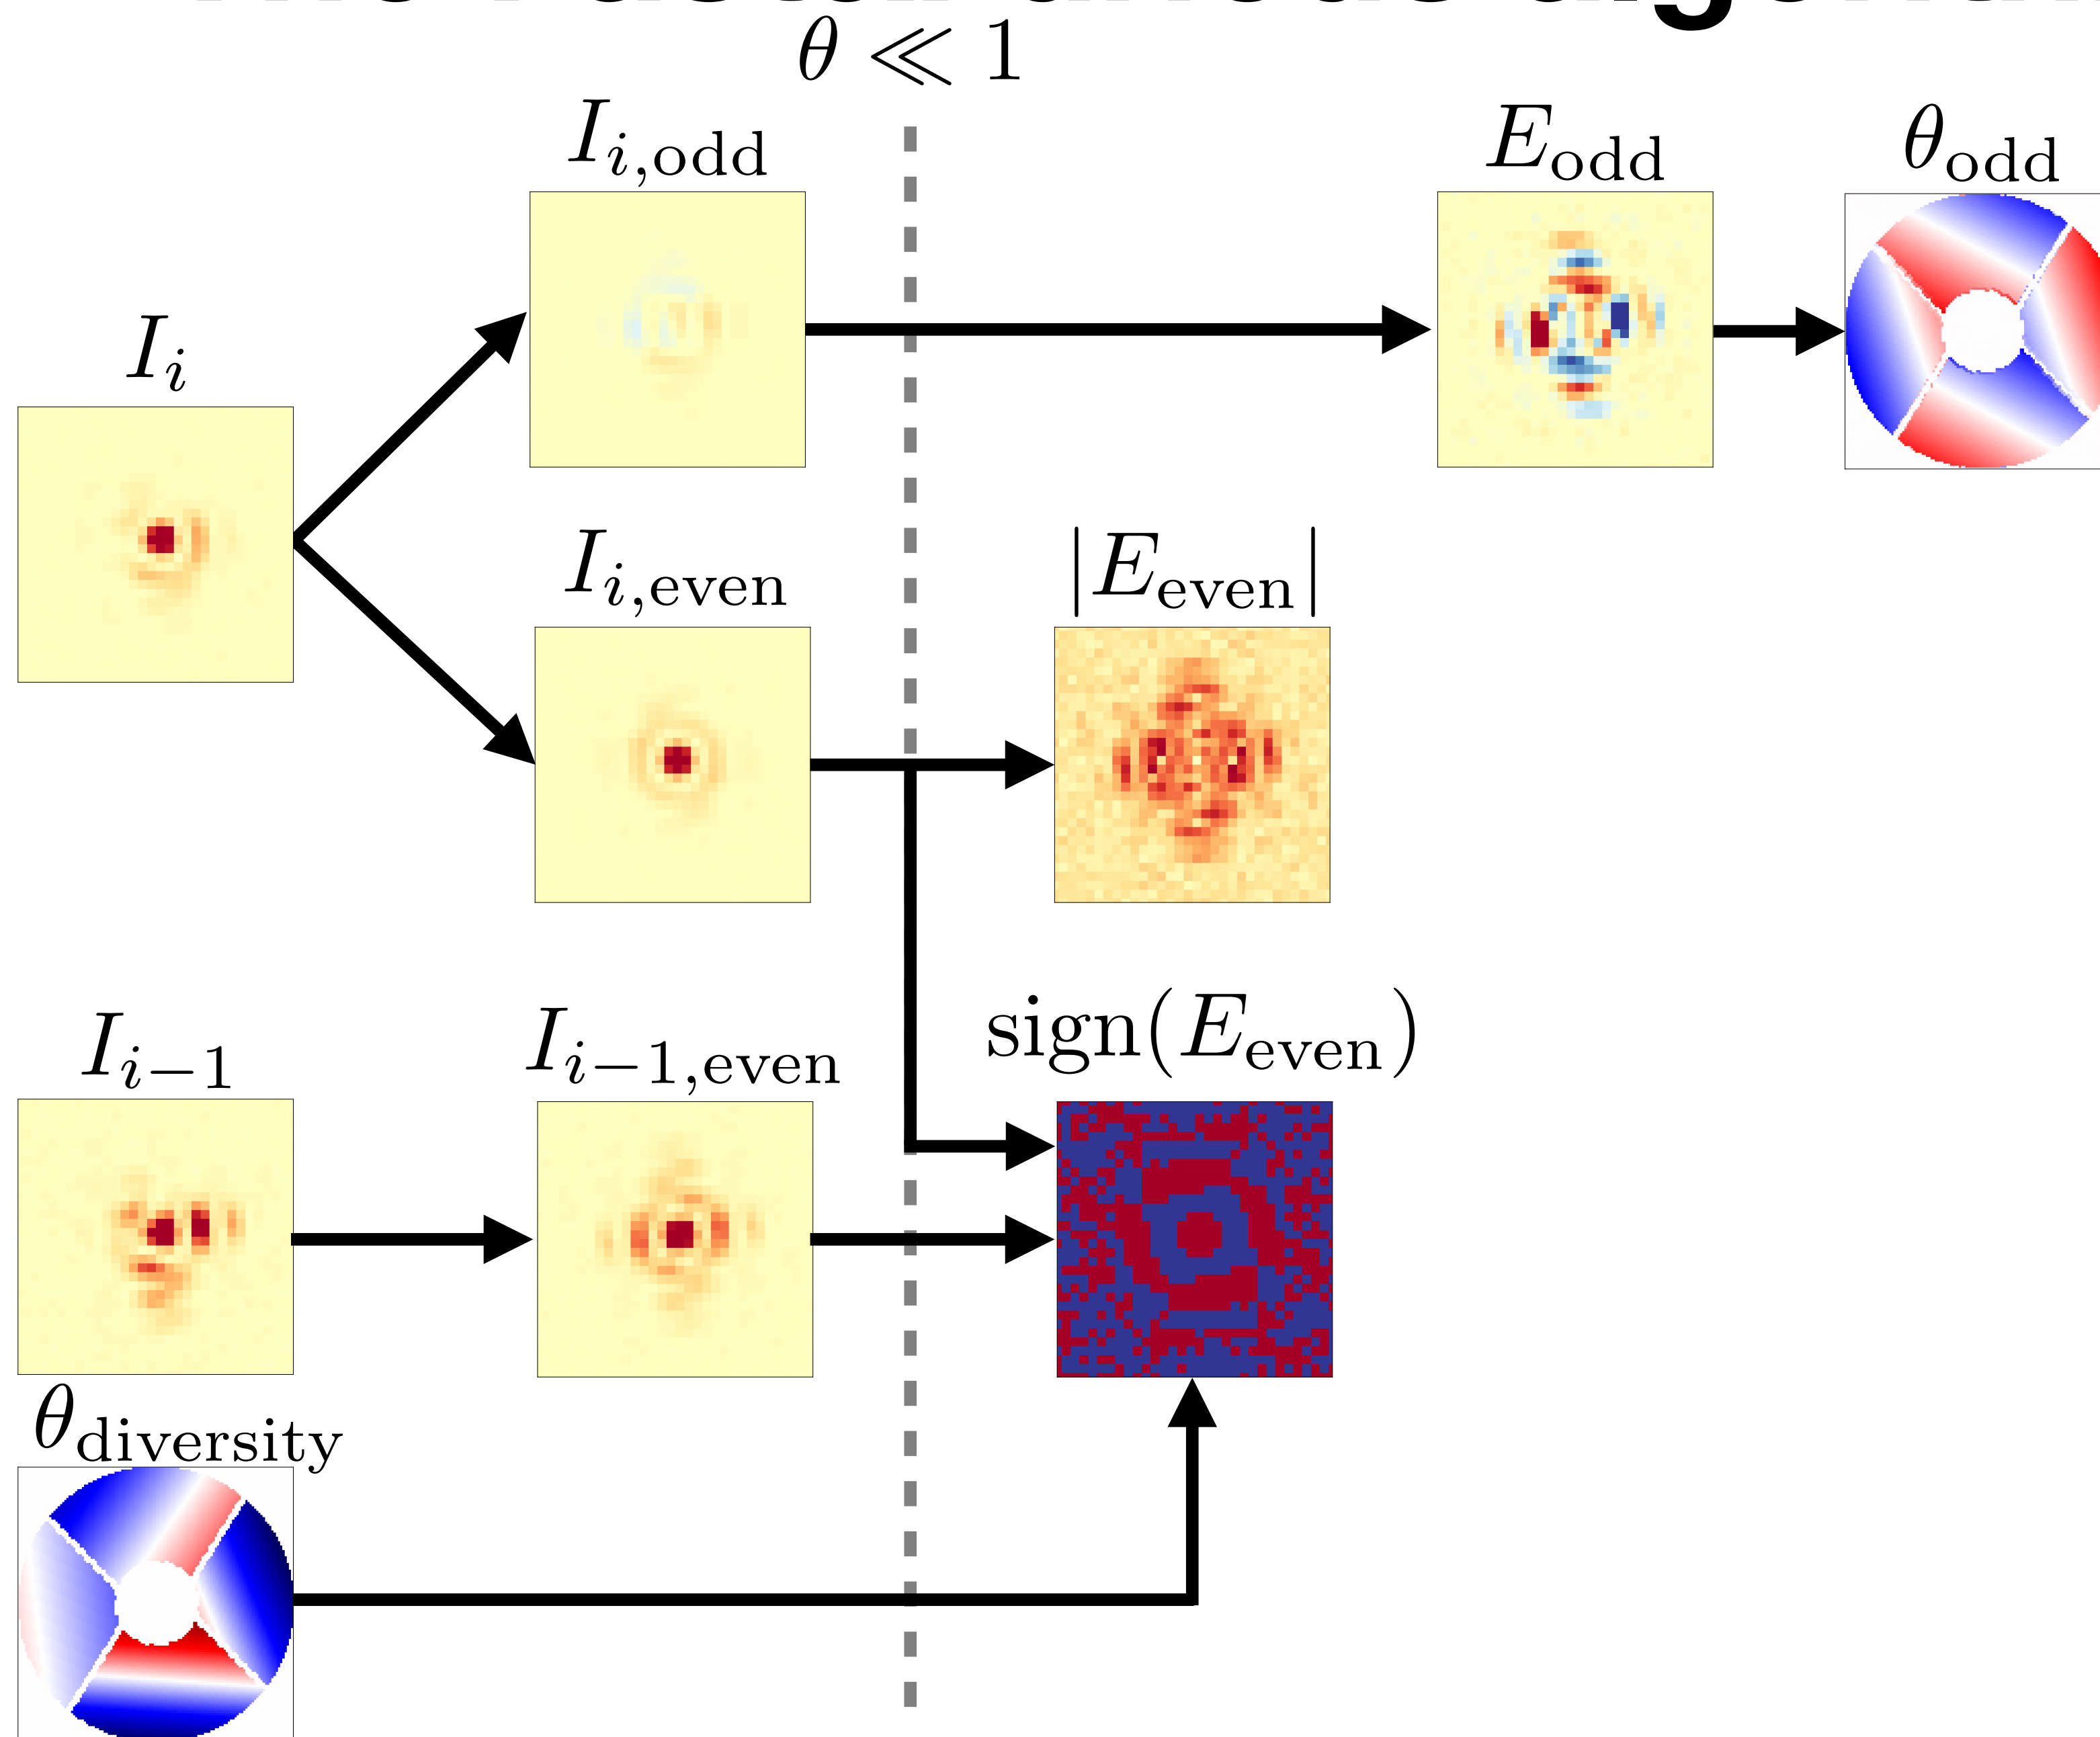 θ ≪ 1
I_{i,odd}
E_{odd}
θ_{odd}
I_i
I_{i,even}
|E_{even}|
I_{i−1}
I_{i−1,even}
sign(E_{even})
θ_{diversity}